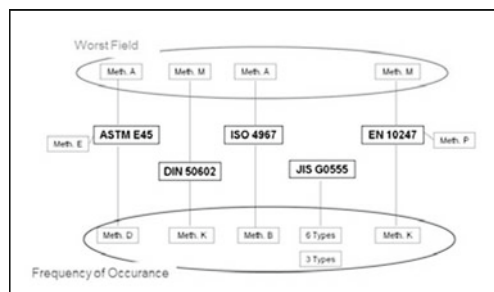 Worst Field
Meth. A
Meth. M
Meth. A
Meth. M
Meth. E
ASTM E45
ISO 4967
EN 10247
Meth. P
DIN 50602
JIS G0555
Meth. D
Meth. K
Meth. B
6 Types
Meth. K
3 Types
Frequency of Occurance